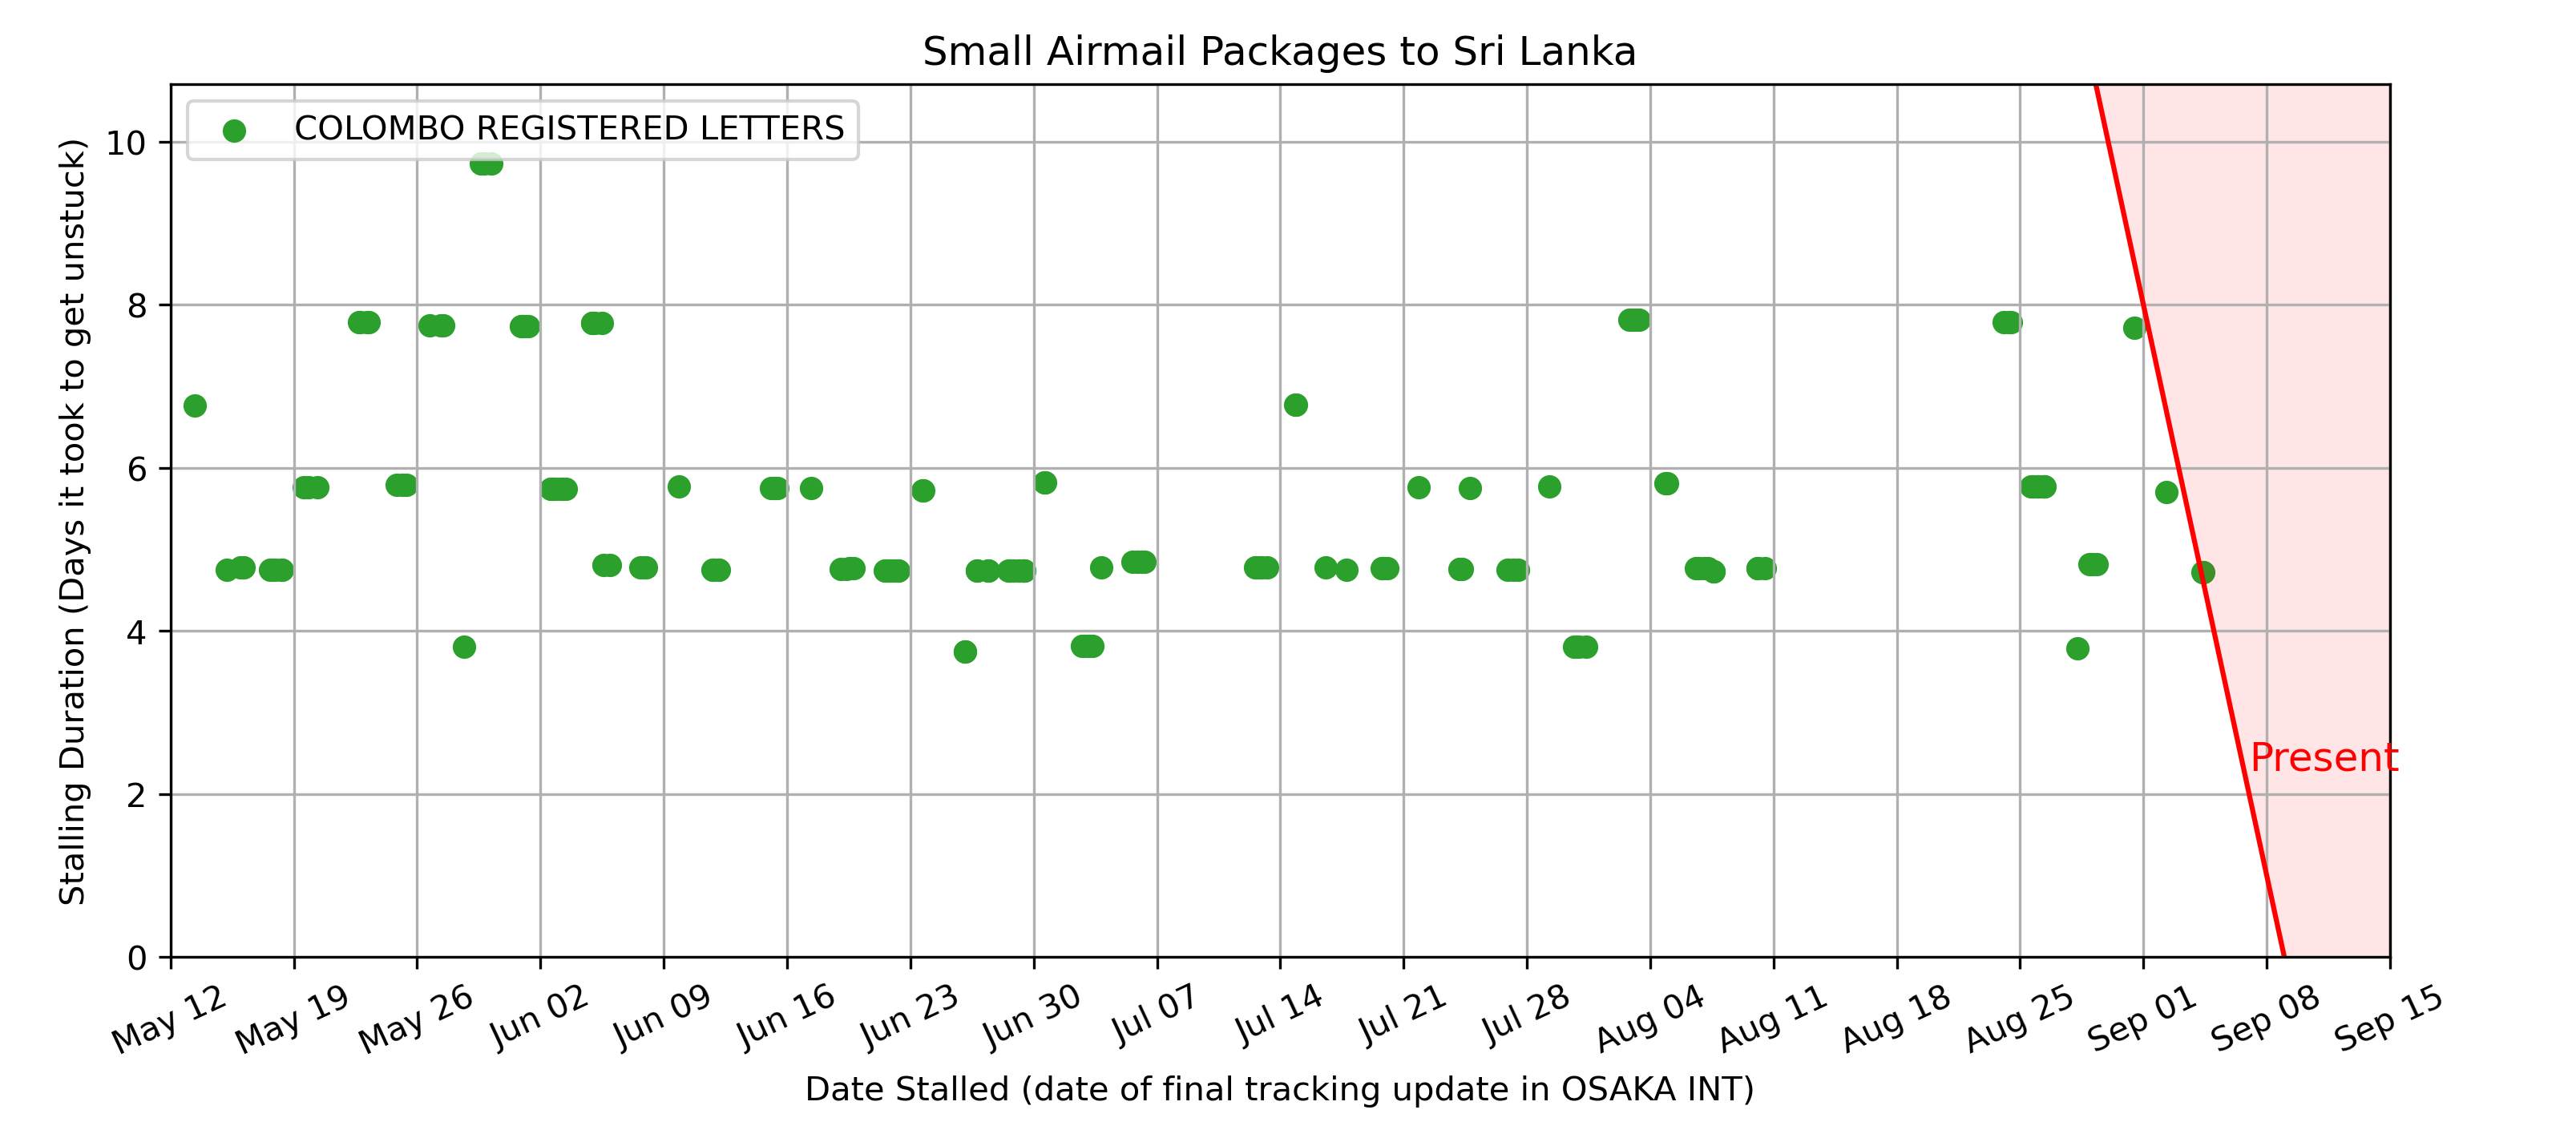 Small Airmail Packages to Sri Lanka
COLOMBO REGISTERED LETTERS
Stalling Duration (Days it took to get unstuck)
10
8
6
4
2
0
Present
May 12
May 19
May 26
Jun 02
Jun 09
Jun 16
Jun 23
Jun 30
Jul 07
Jul 14
Jul 21
Jul 28
Aug 04
Aug 11
Aug 18
Aug 25
Sep 01
Sep 08
Sep 15
Date Stalled (date of final tracking update in OSAKA INT)